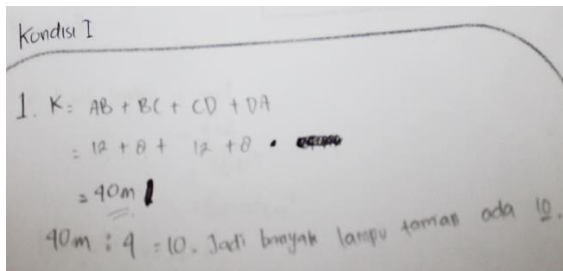 Kondisi I
1. K = AB + BC + CD + DA
= 12 + 8 + 12 + 8
= 40m
40m : 4 = 10. Jadi banyak lampu taman ada 10.